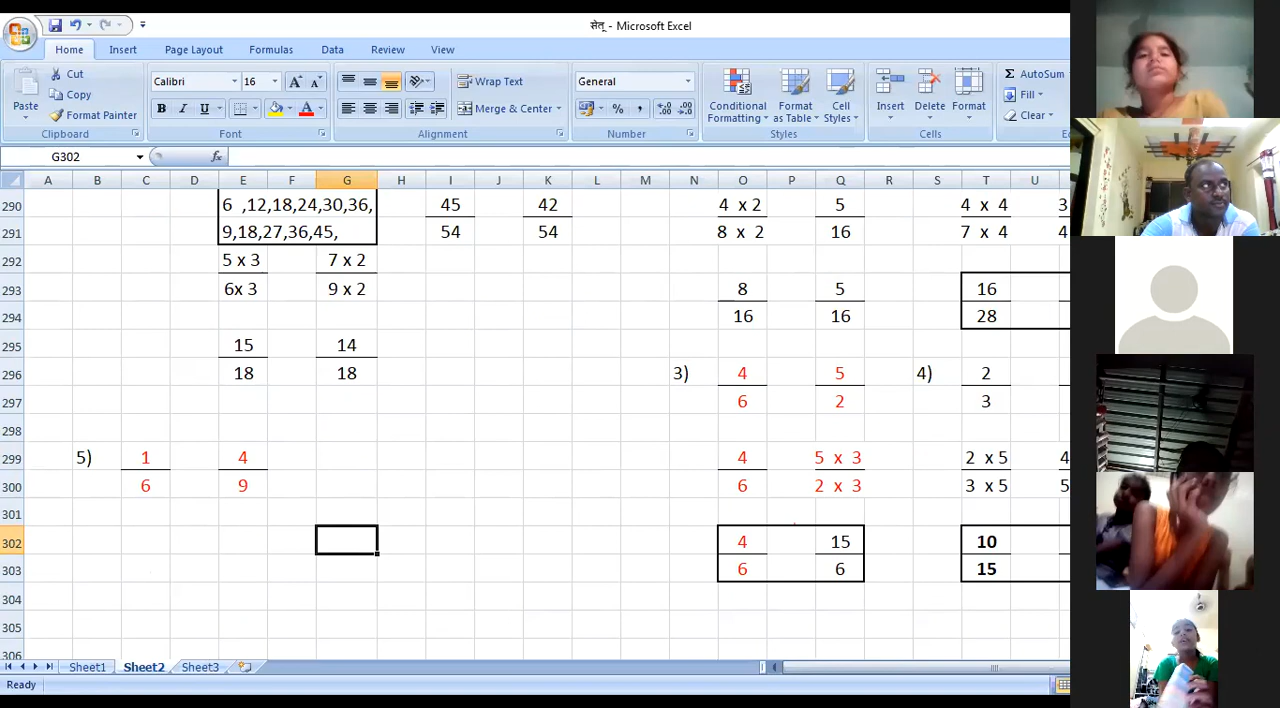 सेतू - Microsoft Excel
Home Insert Page Layout Formulas Data Review View
Cut
Copy
Format Painter
Paste
Calibri 16
B I U
Wrap Text
Merge & Center
General
Conditional Formatting
Format as Table
Cell Styles
Insert Delete Format
AutoSum
Fill
Clear
Clipboard Font Alignment Number Styles Cells
G302
A B C D E F G H I J K L M N O P Q R S T U
290 6 ,12,18,24,30,36, 45 42 4 x 2 5 4 x 4 3
291 9,18,27,36,45, 54 54 8 x 2 16 7 x 4 4
292 5 x 3 7 x 2
293 6x 3 9 x 2 8 5 16
294 16 16 28
295 15 14
296 18 18 3) 4 5 4) 2
297 6 2 3
298
299 5) 1 4 4 5 x 3 2 x 5 4
300 6 9 6 2 x 3 3 x 5 5
301
302 4 15 10
303 6 6 15
304
305
306
Sheet1 Sheet2 Sheet3
Ready